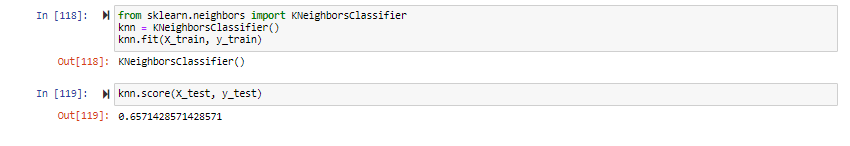 In [118]: from sklearn.neighbors import KNeighborsClassifier
knn = KNeighborsClassifier()
knn.fit(X_train, y_train)
Out[118]: KNeighborsClassifier()
In [119]: knn.score(X_test, y_test)
Out[119]: 0.6571428571428571